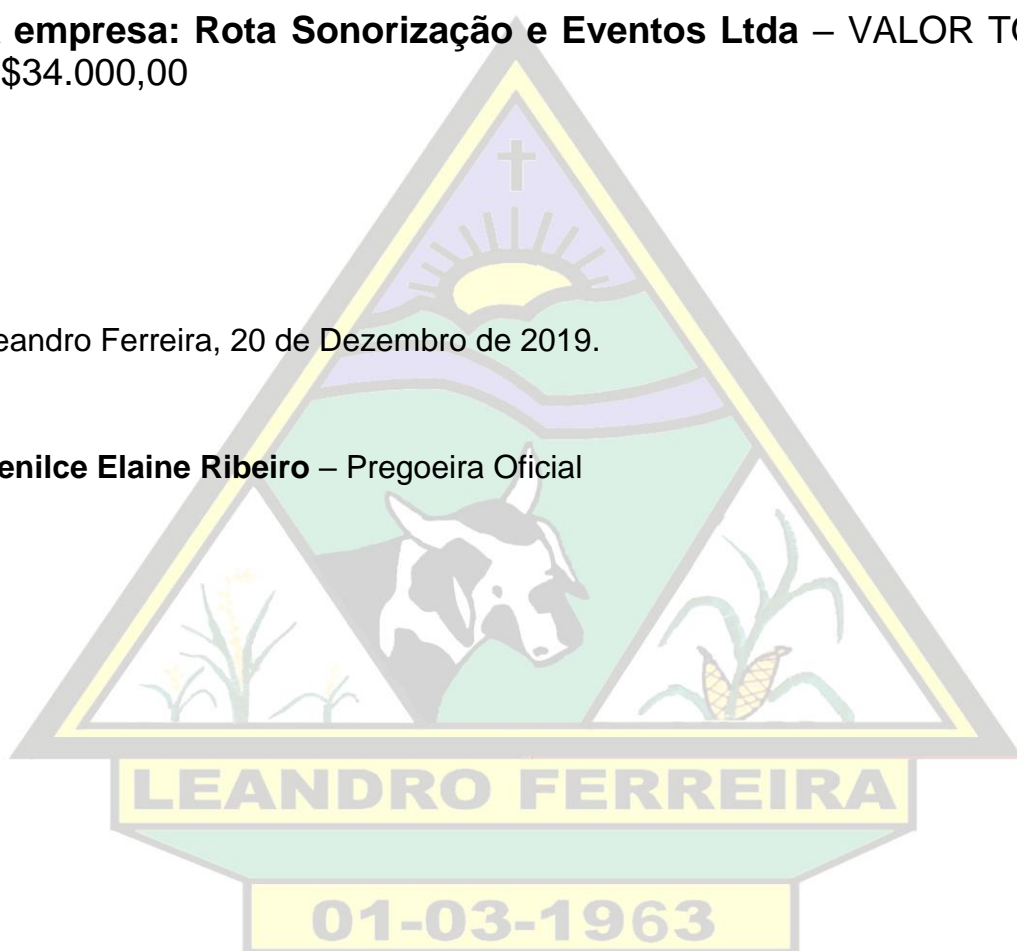 empresa: Rota Sonorização e Eventos Ltda – VALOR
$34.000,00
eandro Ferreira, 20 de Dezembro de 2019.
enilce Elaine Ribeiro – Pregoeira Oficial
LEANDRO FERREIRA
01-03-1963